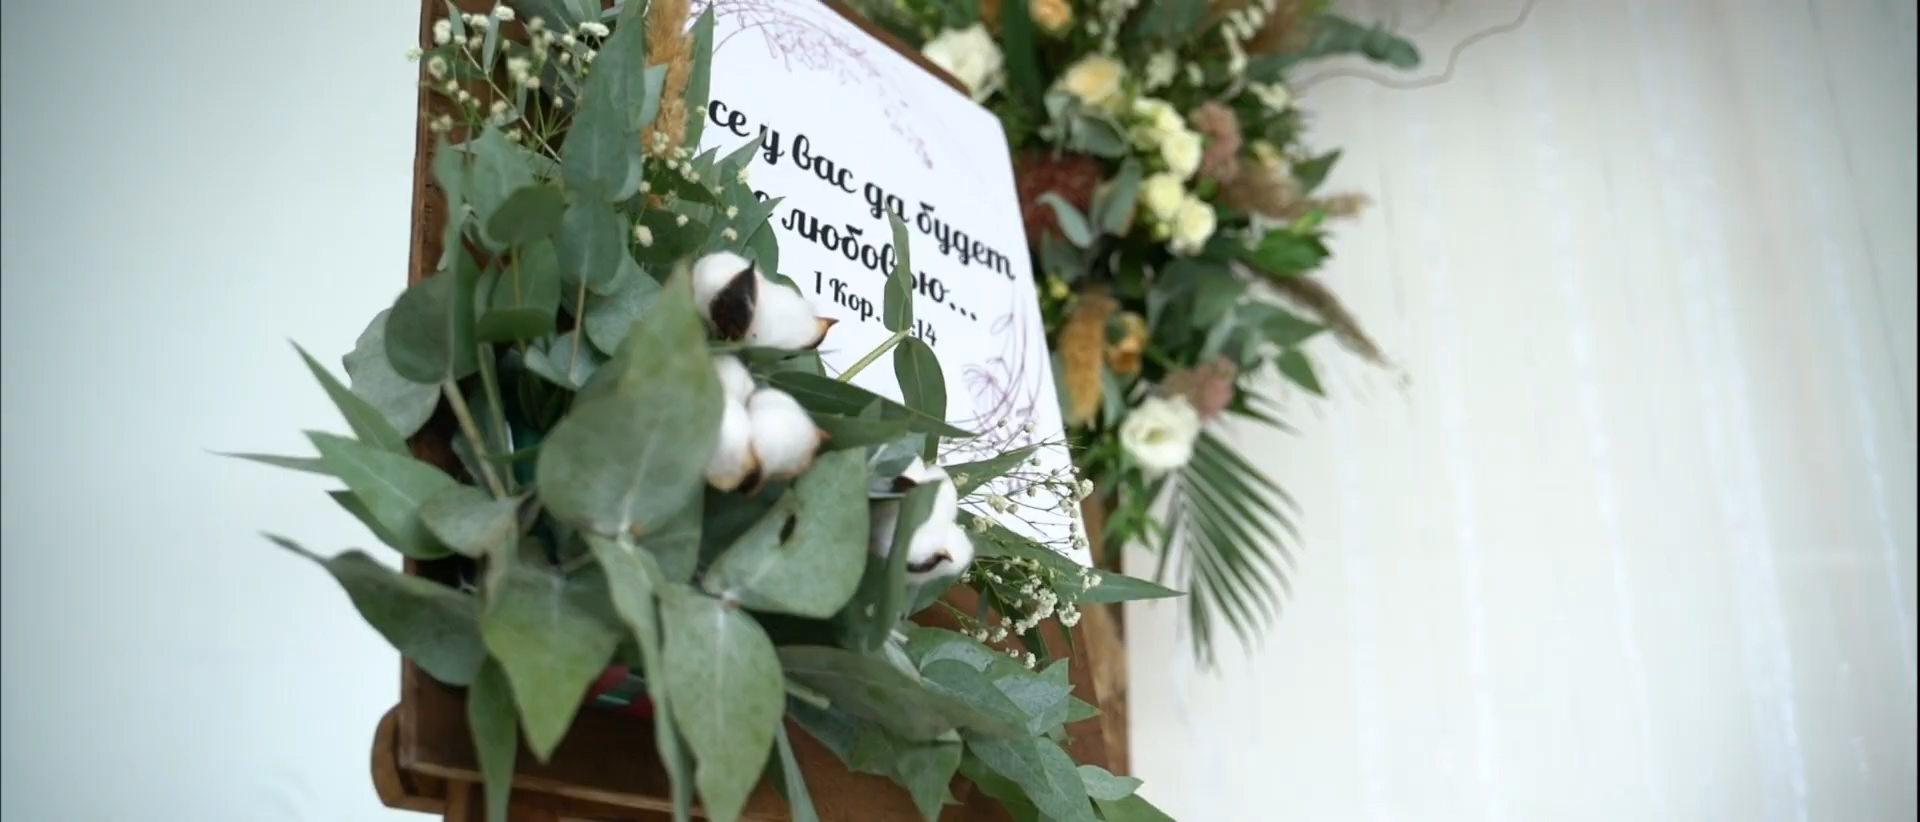 се у вас да будет
любовью...
1 Кор. :14